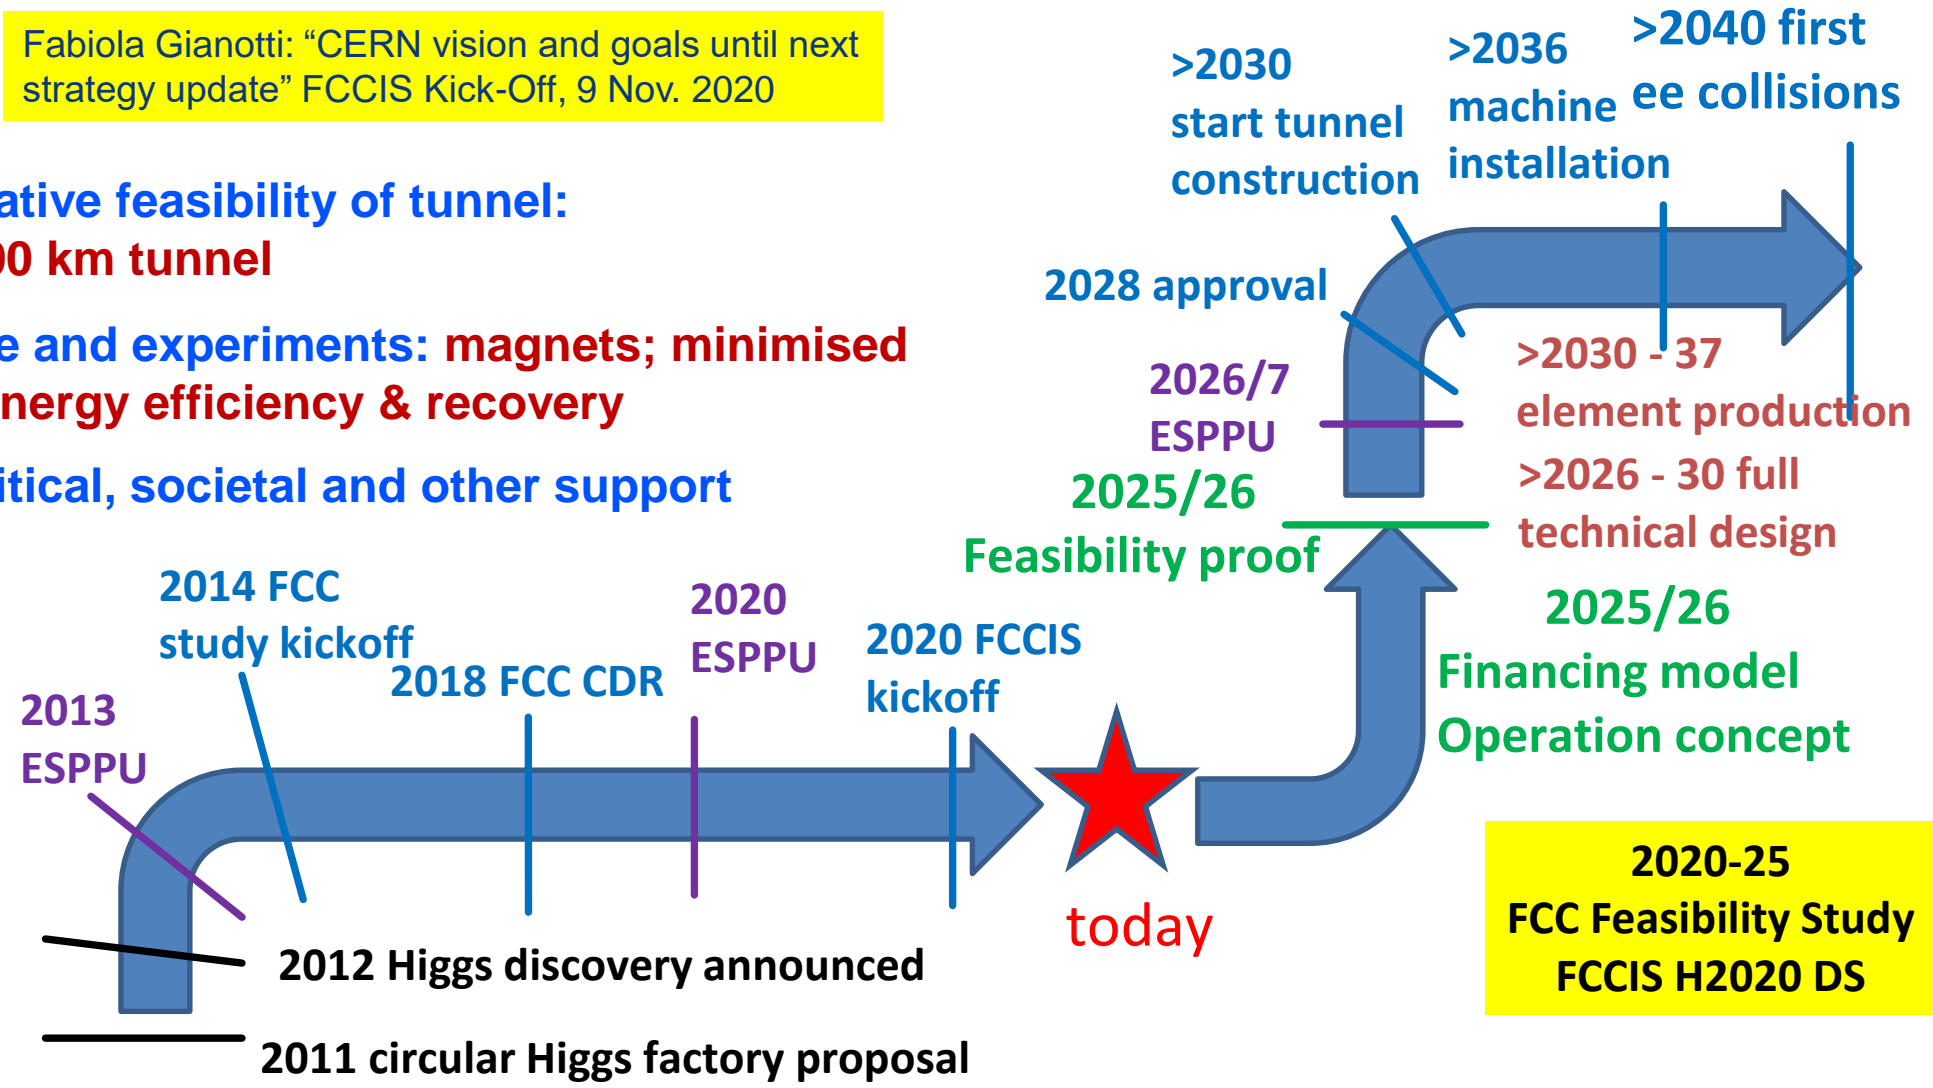 Fabiola Gianotti: “CERN vision and goals until next
strategy update” FCCIS Kick-Off, 9 Nov. 2020
feasibility of tunnel:
km tunnel
and experiments: magnets; minimised
efficiency & recovery
societal and other support
>2030
start tunnel
construction
>2036
machine
installation
>2040 first
ee collisions
2028 approval
2026/7
ESPPU
2025/26
Feasibility proof
>2030 - 37
element production
>2026 - 30 full
technical design
2025/26
Financing model
Operation concept
2014 FCC
study kickoff
2018 FCC CDR
2020
ESPPU
2020 FCCIS
kickoff
2013
ESPPU
today
2012 Higgs discovery announced
2011 circular Higgs factory proposal
2020-25
FCC Feasibility Study
FCCIS H2020 DS